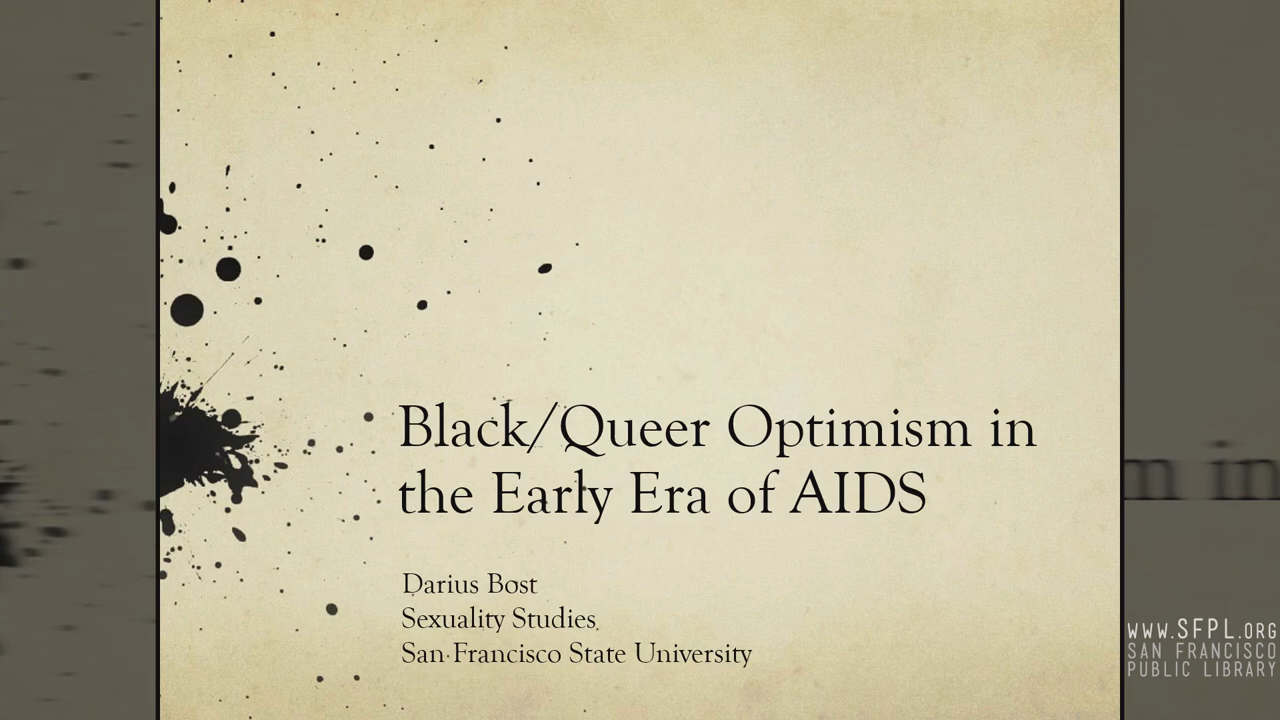 Black/Queer Optimism in
the Early Era of AIDS
Darius Bost
Sexuality Studies
San Francisco State University
m in
WWW.SFPL.ORG
SAN FRANCISCO
PUBLIC LIBRARY